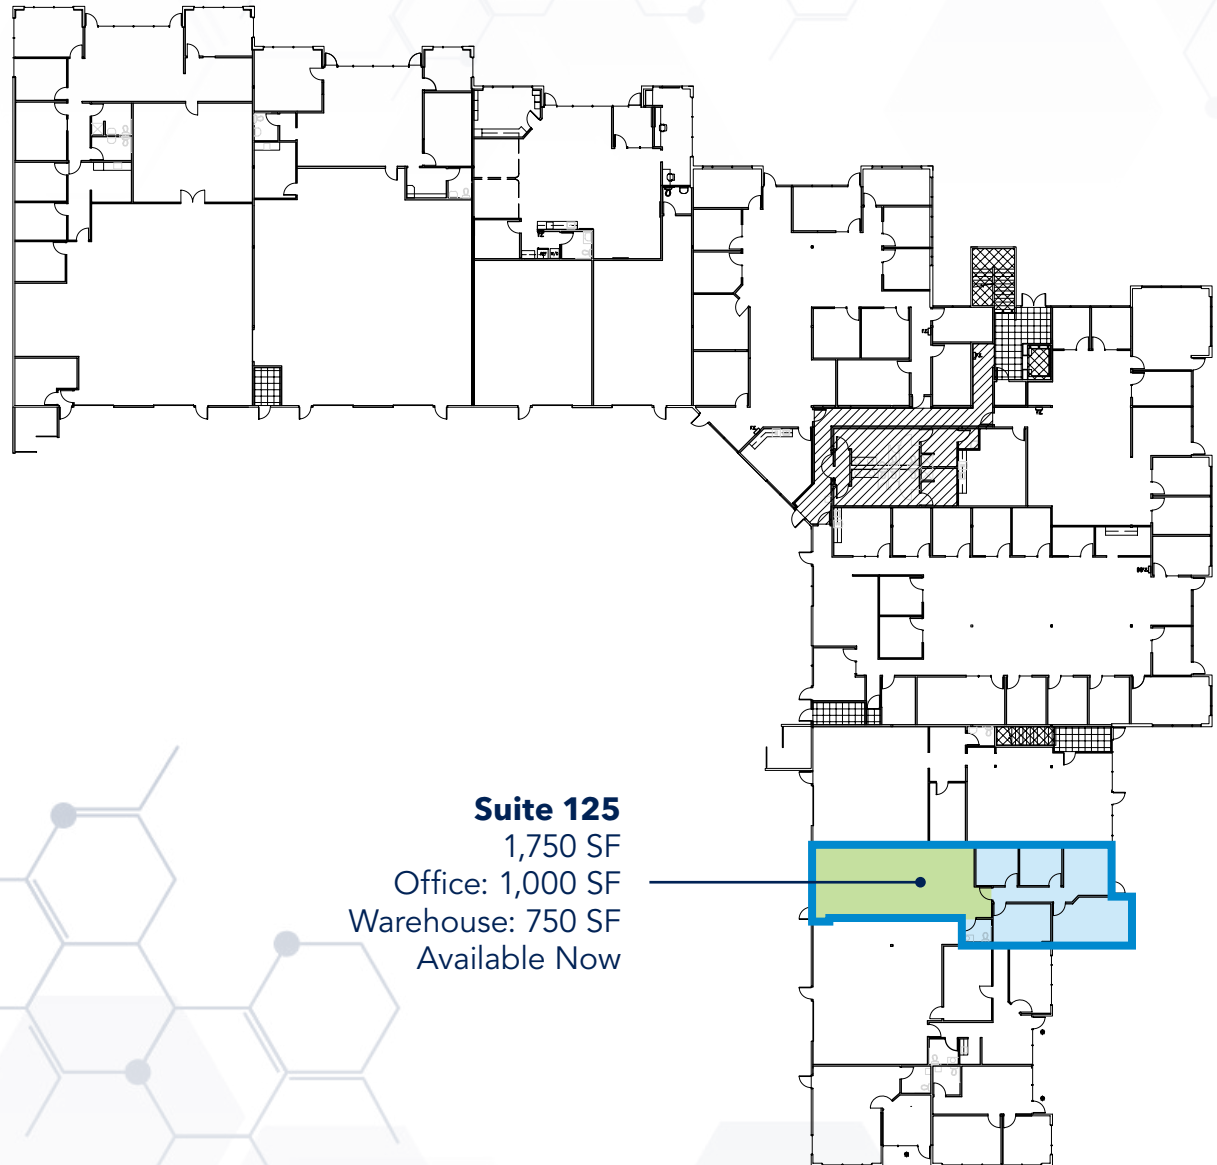 Suite 125
1,750 SF
Office: 1,000 SF
Warehouse: 750 SF
Available Now